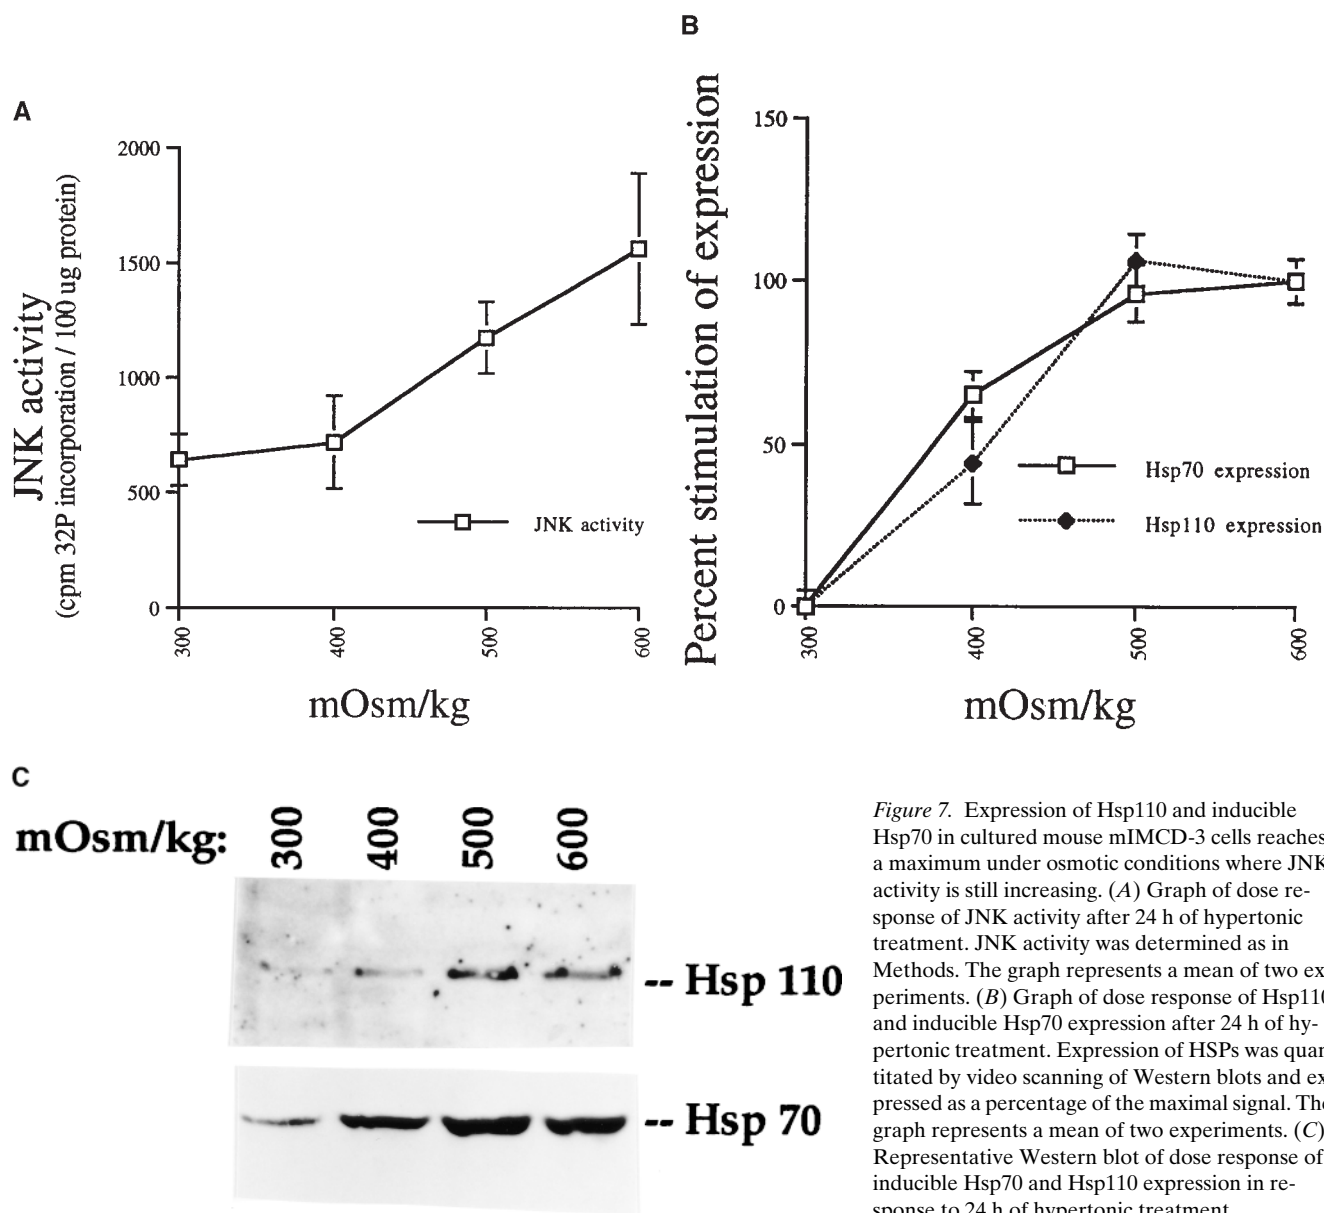 A
JNK activity
(cpm 32P incorporation / 100 ug protein)
2000
1500
1000
500
0
JNK activity
300
400
500
600
mOsm/kg
B
Percent stimulation of expression
150
100
50
0
Hsp70 expression
Hsp110 expression
300
400
500
600
mOsm/kg
C
mOsm/kg: 300 400 500 600
-- Hsp 110
-- Hsp 70
Figure 7. Expression of Hsp110 and inducible
Hsp70 in cultured mouse mIMCD-3 cells reaches
a maximum under osmotic conditions where JNK
activity is still increasing. (A) Graph of dose re-
sponse of JNK activity after 24 h of hypertonic
treatment. JNK activity was determined as in
Methods. The graph represents a mean of two ex
periments. (B) Graph of dose response of Hsp110
and inducible Hsp70 expression after 24 h of hy-
pertonic treatment. Expression of HSPs was quan
titated by video scanning of Western blots and ex
pressed as a percentage of the maximal signal. The
graph represents a mean of two experiments. (C)
Representative Western blot of dose response of
inducible Hsp70 and Hsp110 expression in re-
sponse to 24 h of hypertonic treatment